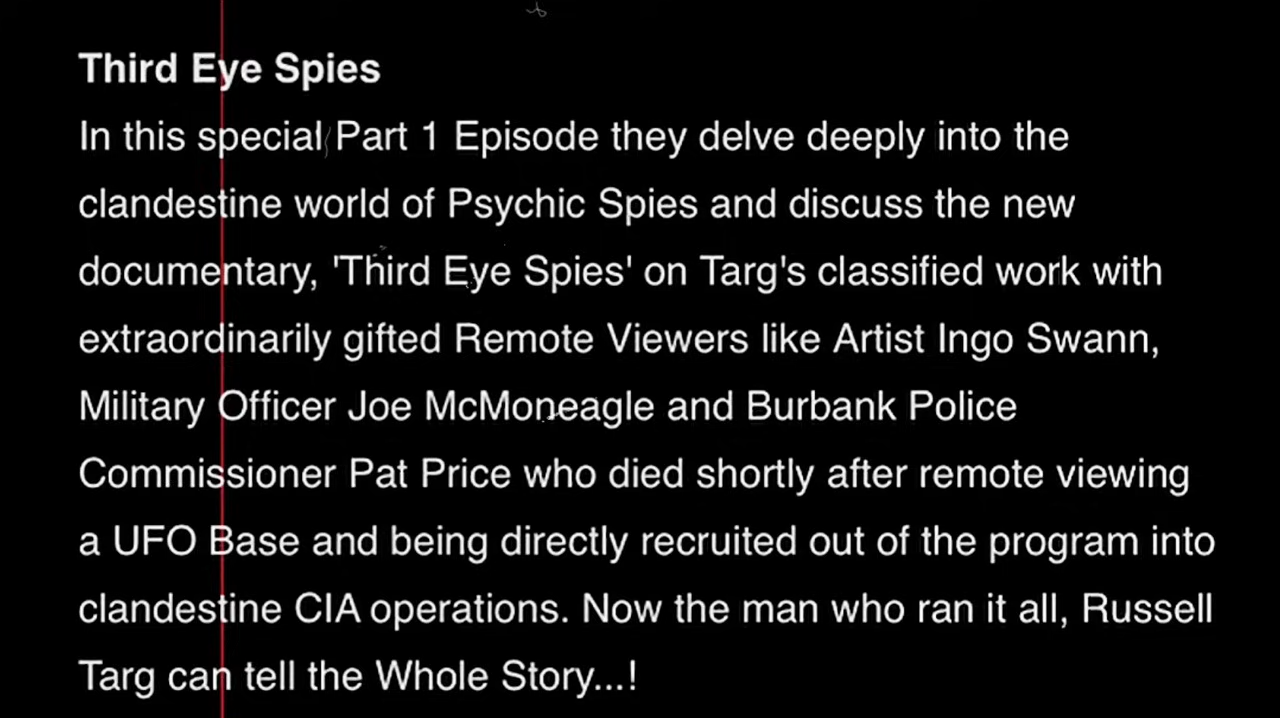 Third Eye Spies
In this special Part 1 Episode they delve deeply into the
clandestine world of Psychic Spies and discuss the new
documentary, 'Third Eye Spies' on Targ's classified work with
extraordinarily gifted Remote Viewers like Artist Ingo Swann,
Military Officer Joe McMoneagle and Burbank Police
Commissioner Pat Price who died shortly after remote viewing
a UFO Base and being directly recruited out of the program into
clandestine CIA operations. Now the man who ran it all, Russell
Targ can tell the Whole Story...!